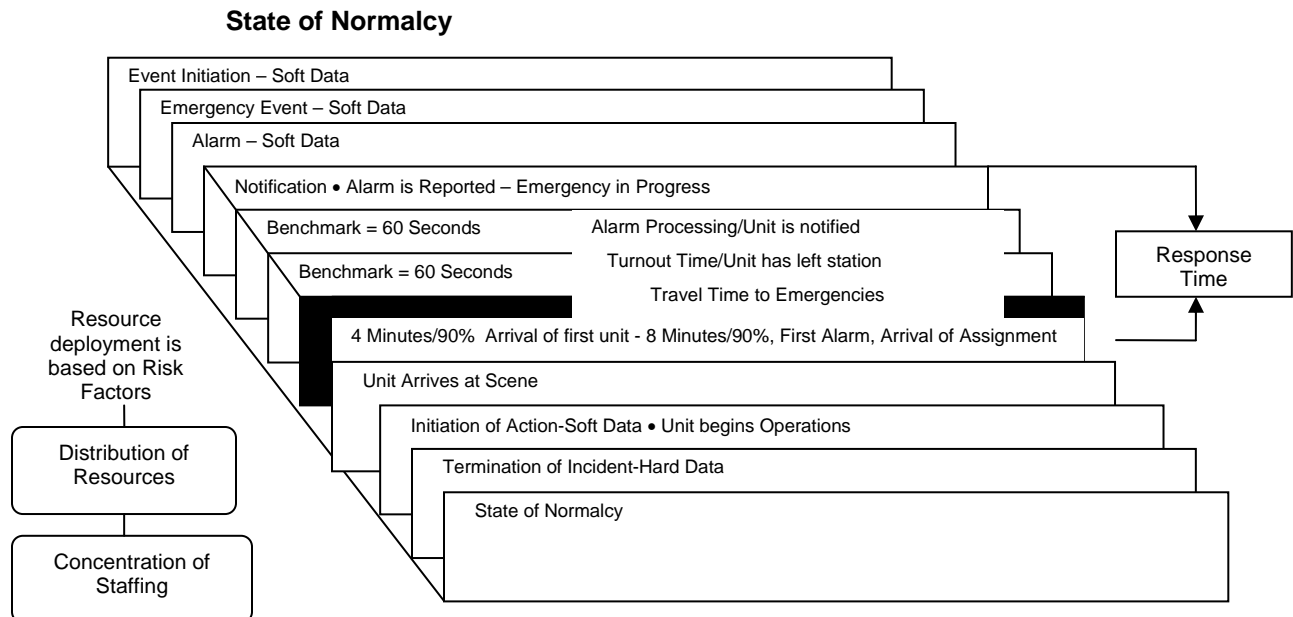 State of Normalcy
Event Initiation – Soft Data
Emergency Event – Soft Data
Alarm – Soft Data
Notification • Alarm is Reported – Emergency in Progress
Benchmark = 60 Seconds
Alarm Processing/Unit is notified
Benchmark = 60 Seconds
Turnout Time/Unit has left station
Travel Time to Emergencies
4 Minutes/90%  Arrival of first unit - 8 Minutes/90%, First Alarm, Arrival of Assignment
Unit Arrives at Scene
Initiation of Action-Soft Data • Unit begins Operations
Termination of Incident-Hard Data
State of Normalcy
Response
Time
Resource
deployment is
based on Risk
Factors
Distribution of
Resources
Concentration of
Staffing